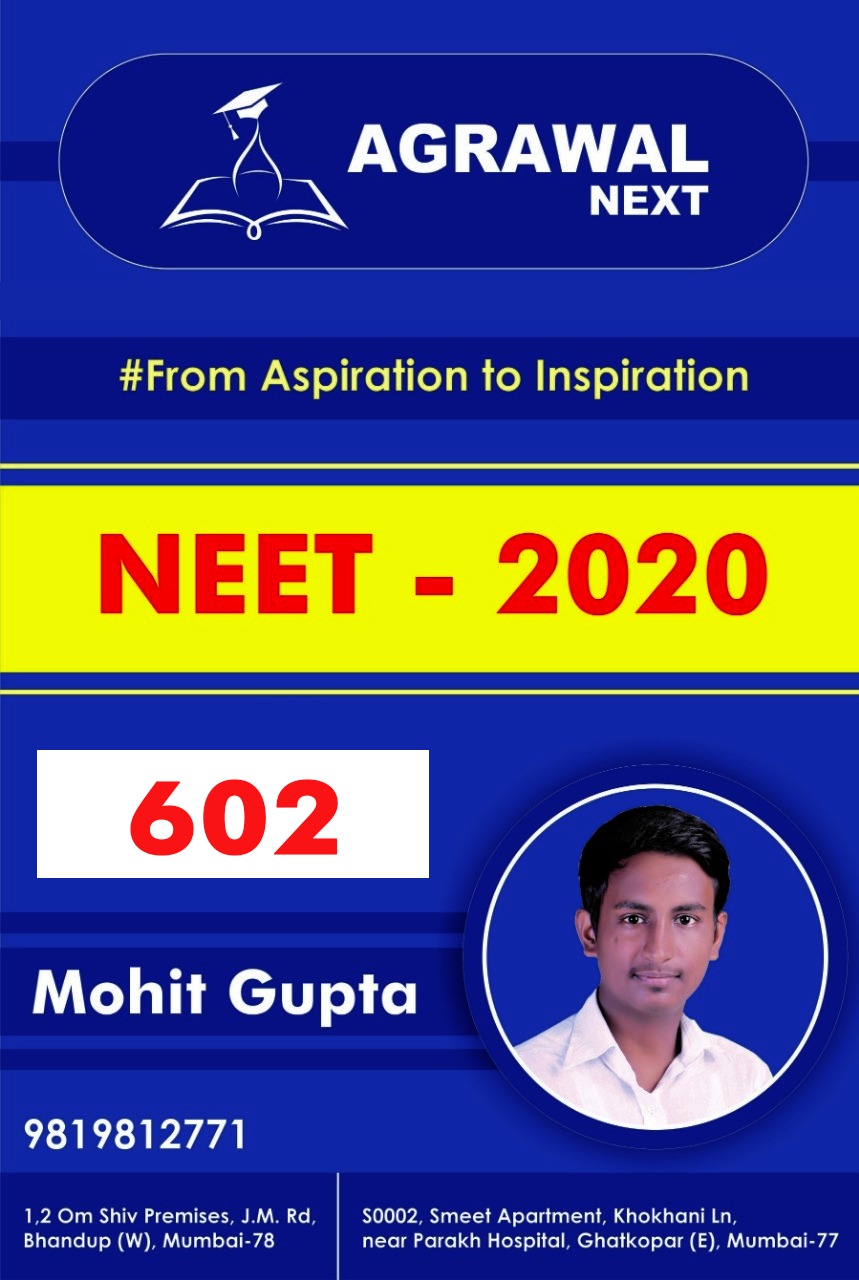 AGRAWAL
NEXT
#From Aspiration to Inspiration
NEET - 2020
602
Mohit Gupta
9819812771
1,2 Om Shiv Premises, J.M. Rd,
Bhandup (W), Mumbai-78
S0002, Smeet Apartment, Khokhani Ln,
near Parakh Hospital, Ghatkopar (E), Mumbai-77